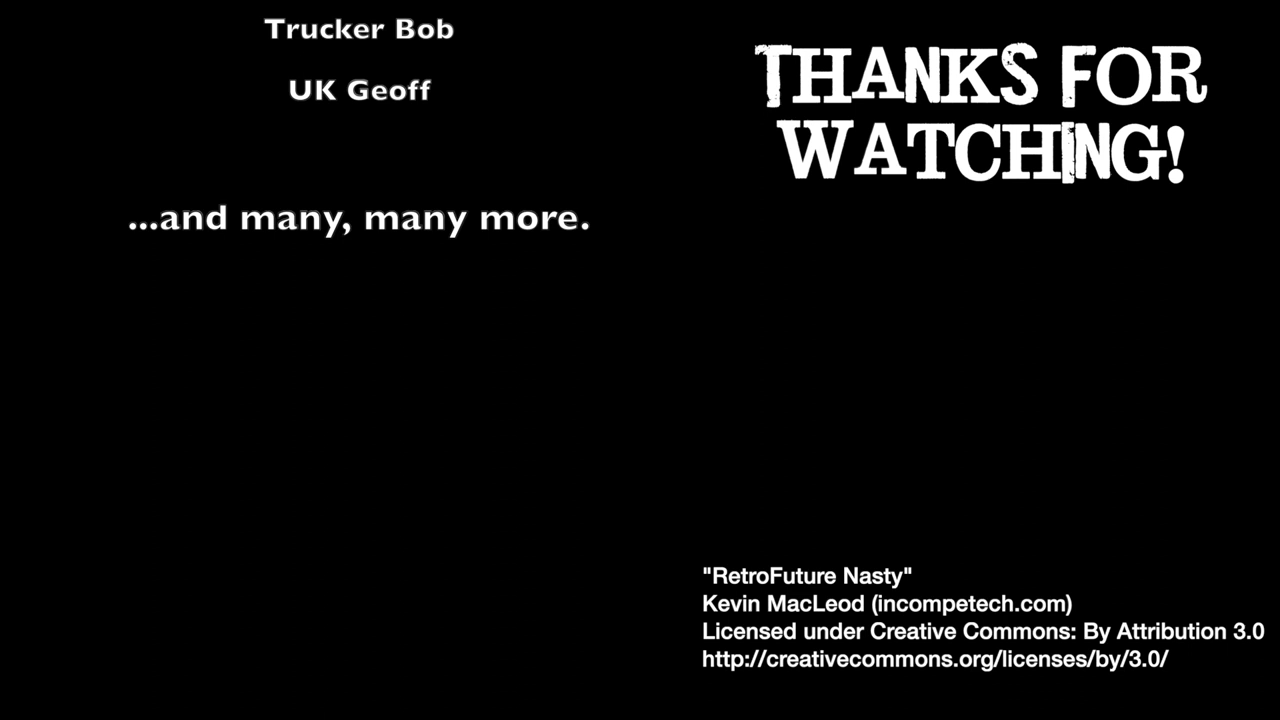 Trucker Bob
UK Geoff
...and many, many more.
THANKS FOR
WATCHING!
"RetroFuture Nasty"
Kevin MacLeod (incompetech.com)
Licensed under Creative Commons: By Attribution 3.0
http://creativecommons.org/licenses/by/3.0/